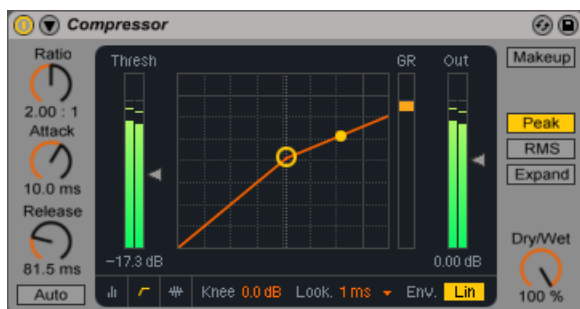 Compressor
Ratio
2.00 : 1
Attack
10.0 ms
Release
81.5 ms
Auto
Thresh
GR
Out
-17.3 dB
0.00 dB
Knee 0.0 dB Look. 1 ms Env. Lin
Makeup
Peak
RMS
Expand
Dry/Wet
100 %